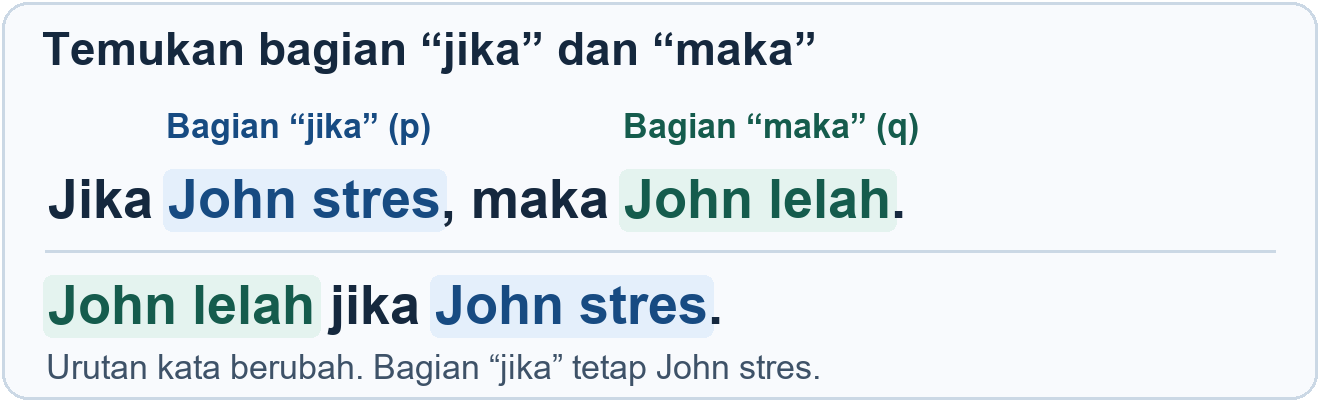 Temukan bagian “jika” dan “maka”
Bagian “jika” (p) Bagian “maka” (q)
Jika John stres, maka John lelah.
John lelah jika John stres.
Urutan kata berubah. Bagian “jika” tetap John stres.